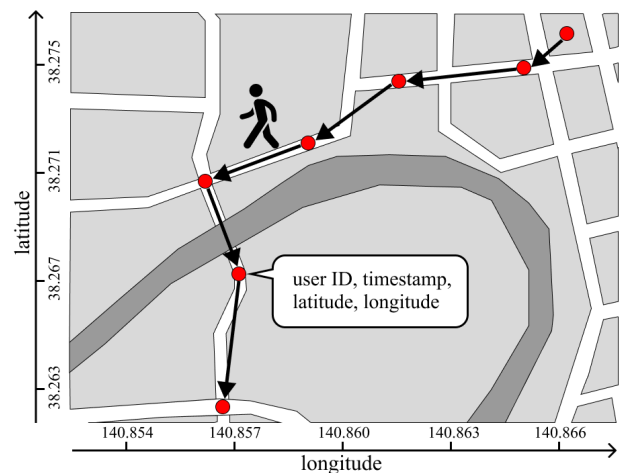 38.275
38.271
latitude
38.267
38.263
user ID, timestamp,
latitude, longitude
140.854
140.857
140.860
140.863
140.866
longitude